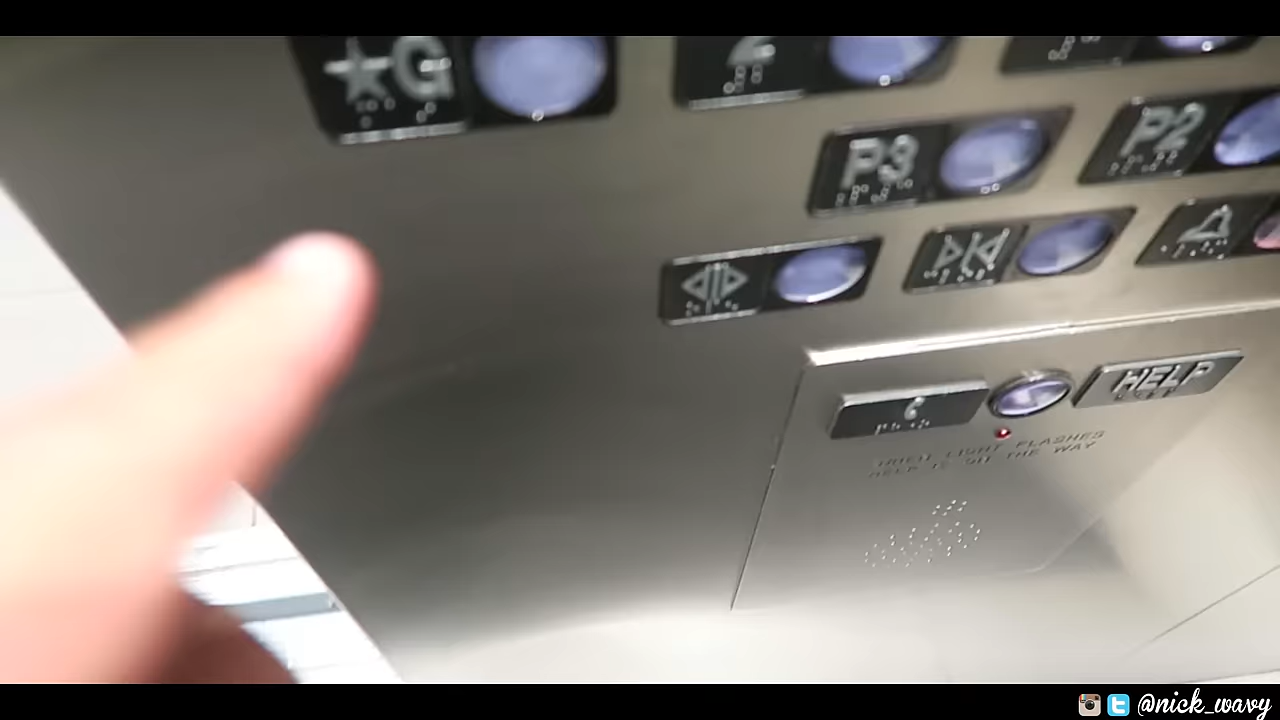 ★G 2
P3 P2
HELP
WHEN LIGHT FLASHES
HELP IS ON THE WAY
@nick_wavy